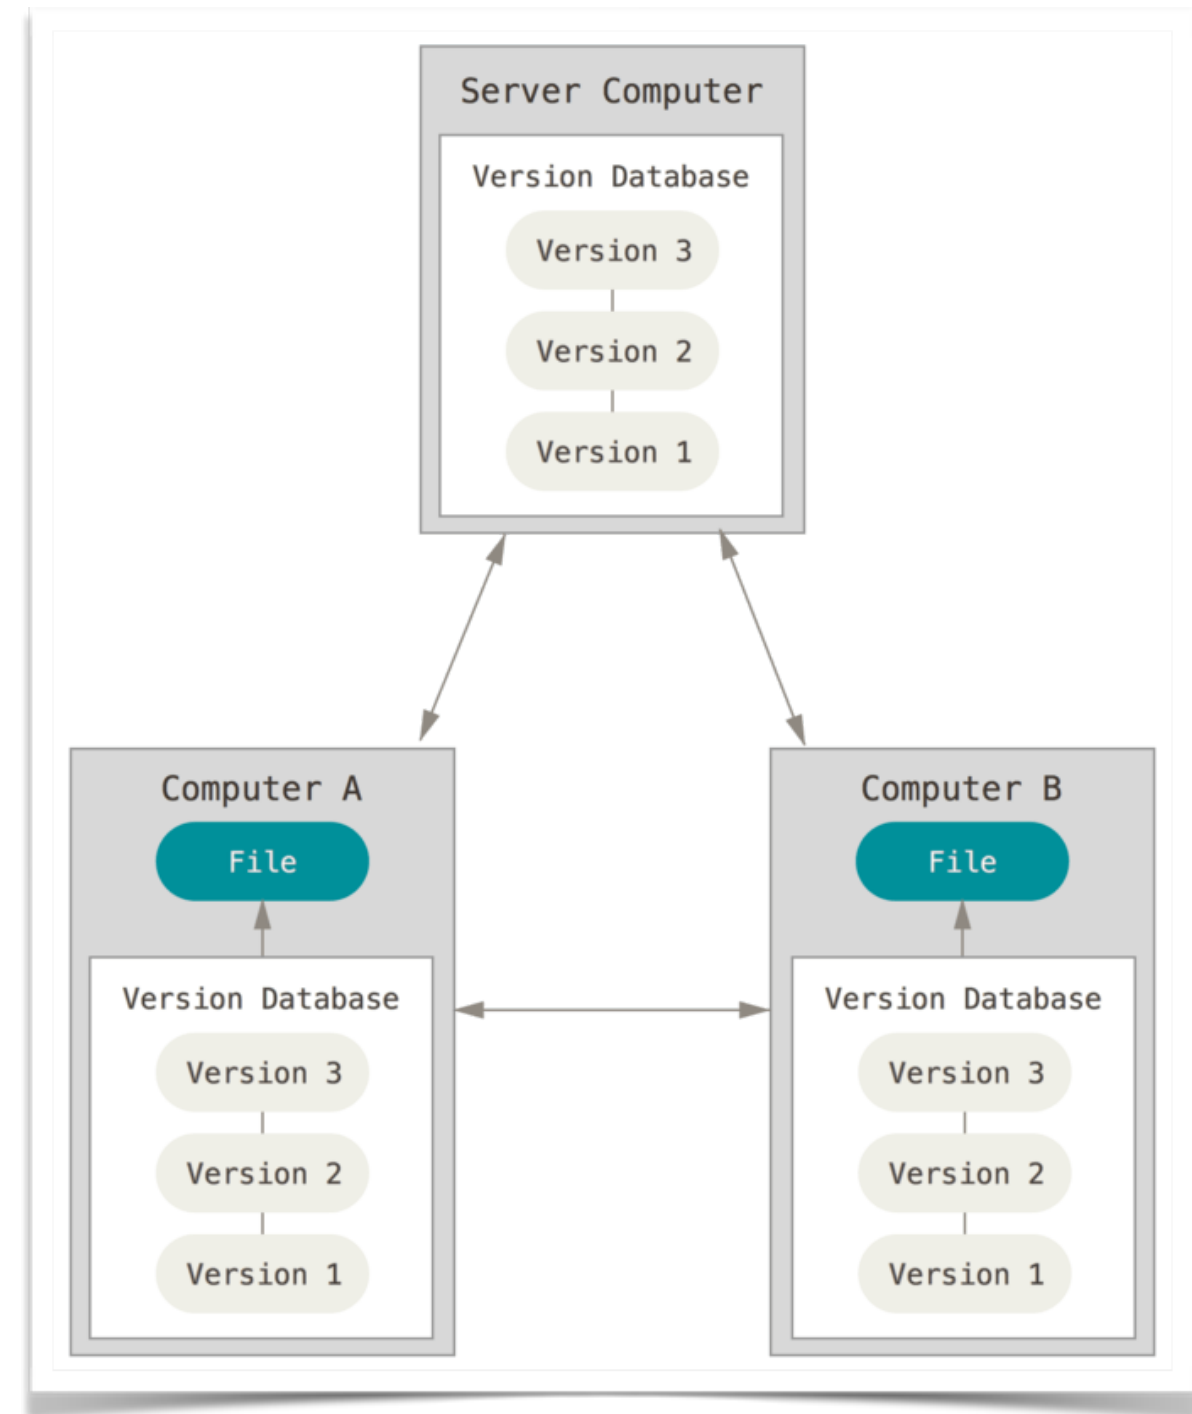 Server Computer
Version Database
Version 3
Version 2
Version 1
Computer A
File
Version Database
Version 3
Version 2
Version 1
Computer B
File
Version Database
Version 3
Version 2
Version 1